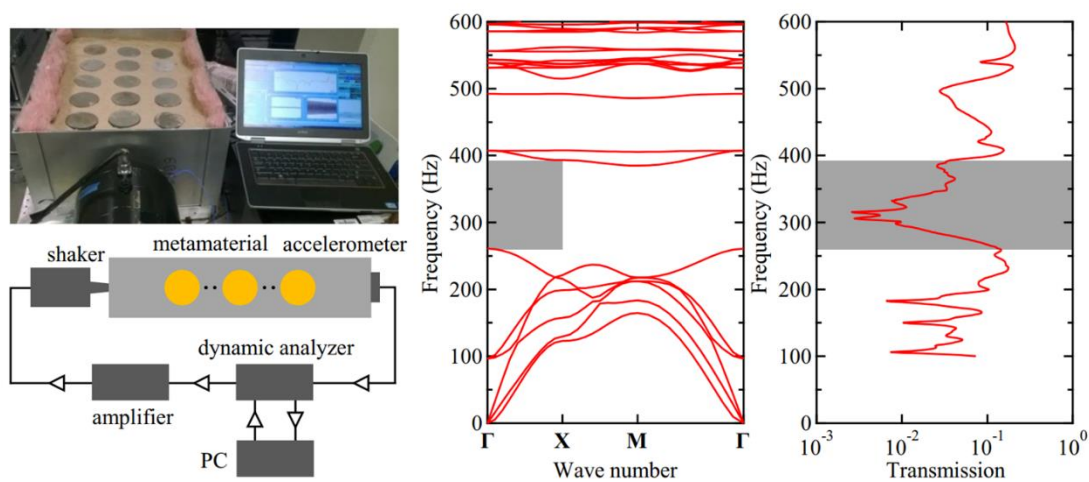 shaker
metamaterial
accelerometer
dynamic analyzer
amplifier
PC
600
500
400
300
200
100
0
Frequency (Hz)
Γ X M Γ
Wave number
600
500
400
300
200
100
0
Frequency (Hz)
10⁻³ 10⁻² 10⁻¹ 10⁰
Transmission